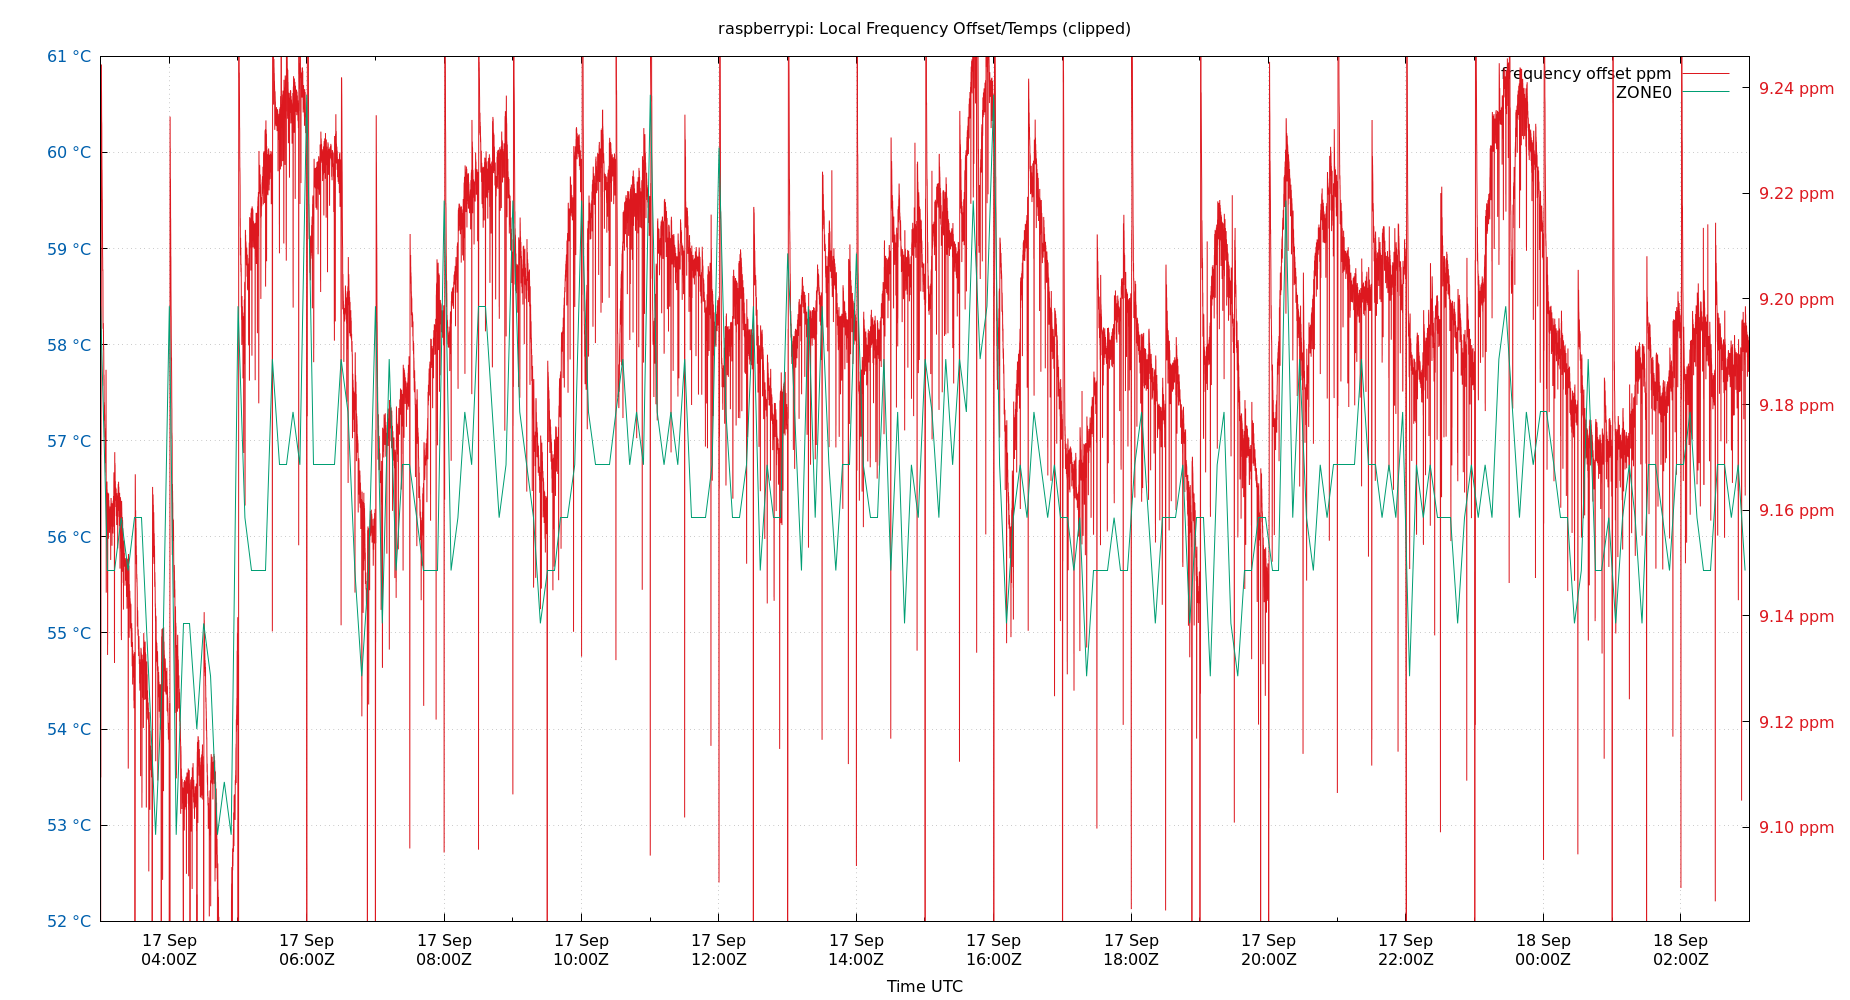 raspberrypi: Local Frequency Offset/Temps (clipped)
61 °C
60 °C
59 °C
58 °C
57 °C
56 °C
55 °C
54 °C
53 °C
52 °C
frequency offset ppm
ZONE0
9.24 ppm
9.22 ppm
9.20 ppm
9.18 ppm
9.16 ppm
9.14 ppm
9.12 ppm
9.10 ppm
17 Sep
04:00Z
17 Sep
06:00Z
17 Sep
08:00Z
17 Sep
10:00Z
17 Sep
12:00Z
17 Sep
14:00Z
17 Sep
16:00Z
17 Sep
18:00Z
17 Sep
20:00Z
17 Sep
22:00Z
18 Sep
00:00Z
18 Sep
02:00Z
Time UTC